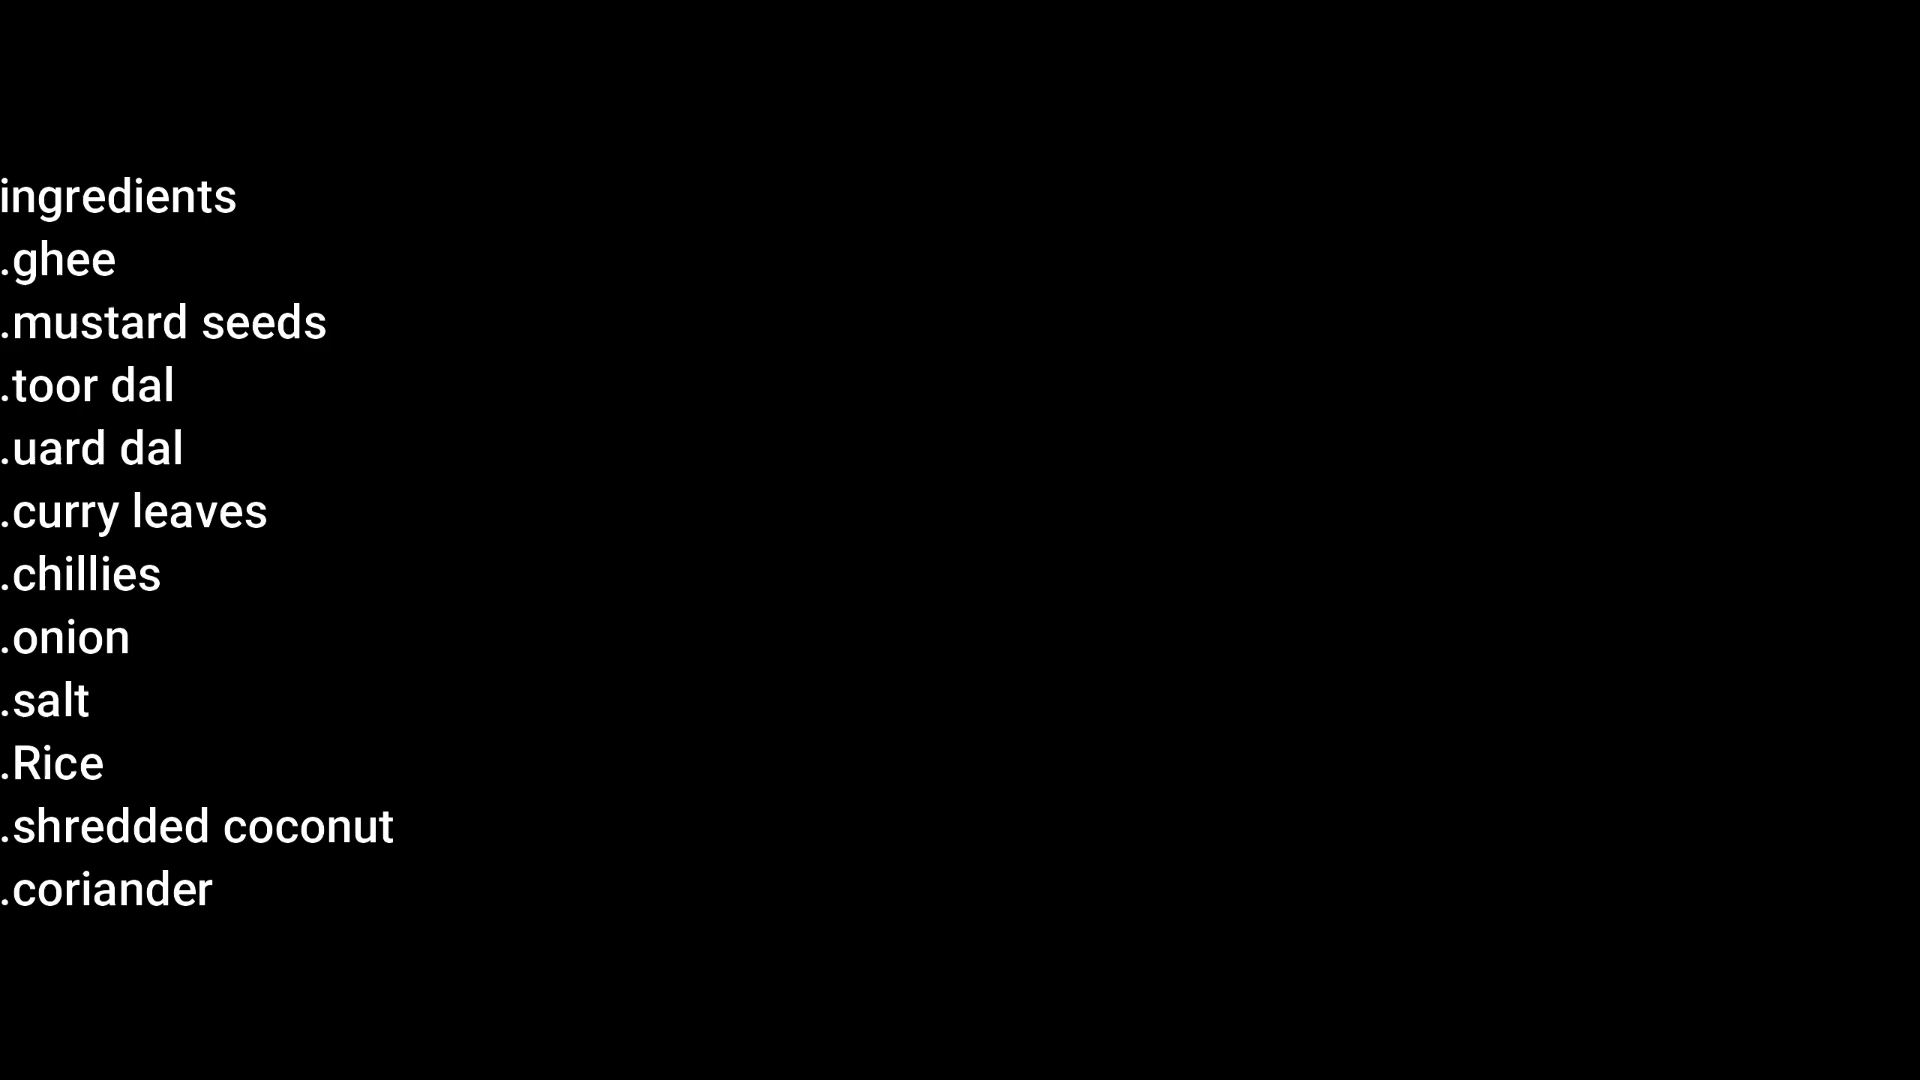 ingredients
.ghee
.mustard seeds
.toor dal
.uard dal
.curry leaves
.chillies
.onion
.salt
.Rice
.shredded coconut
.coriander